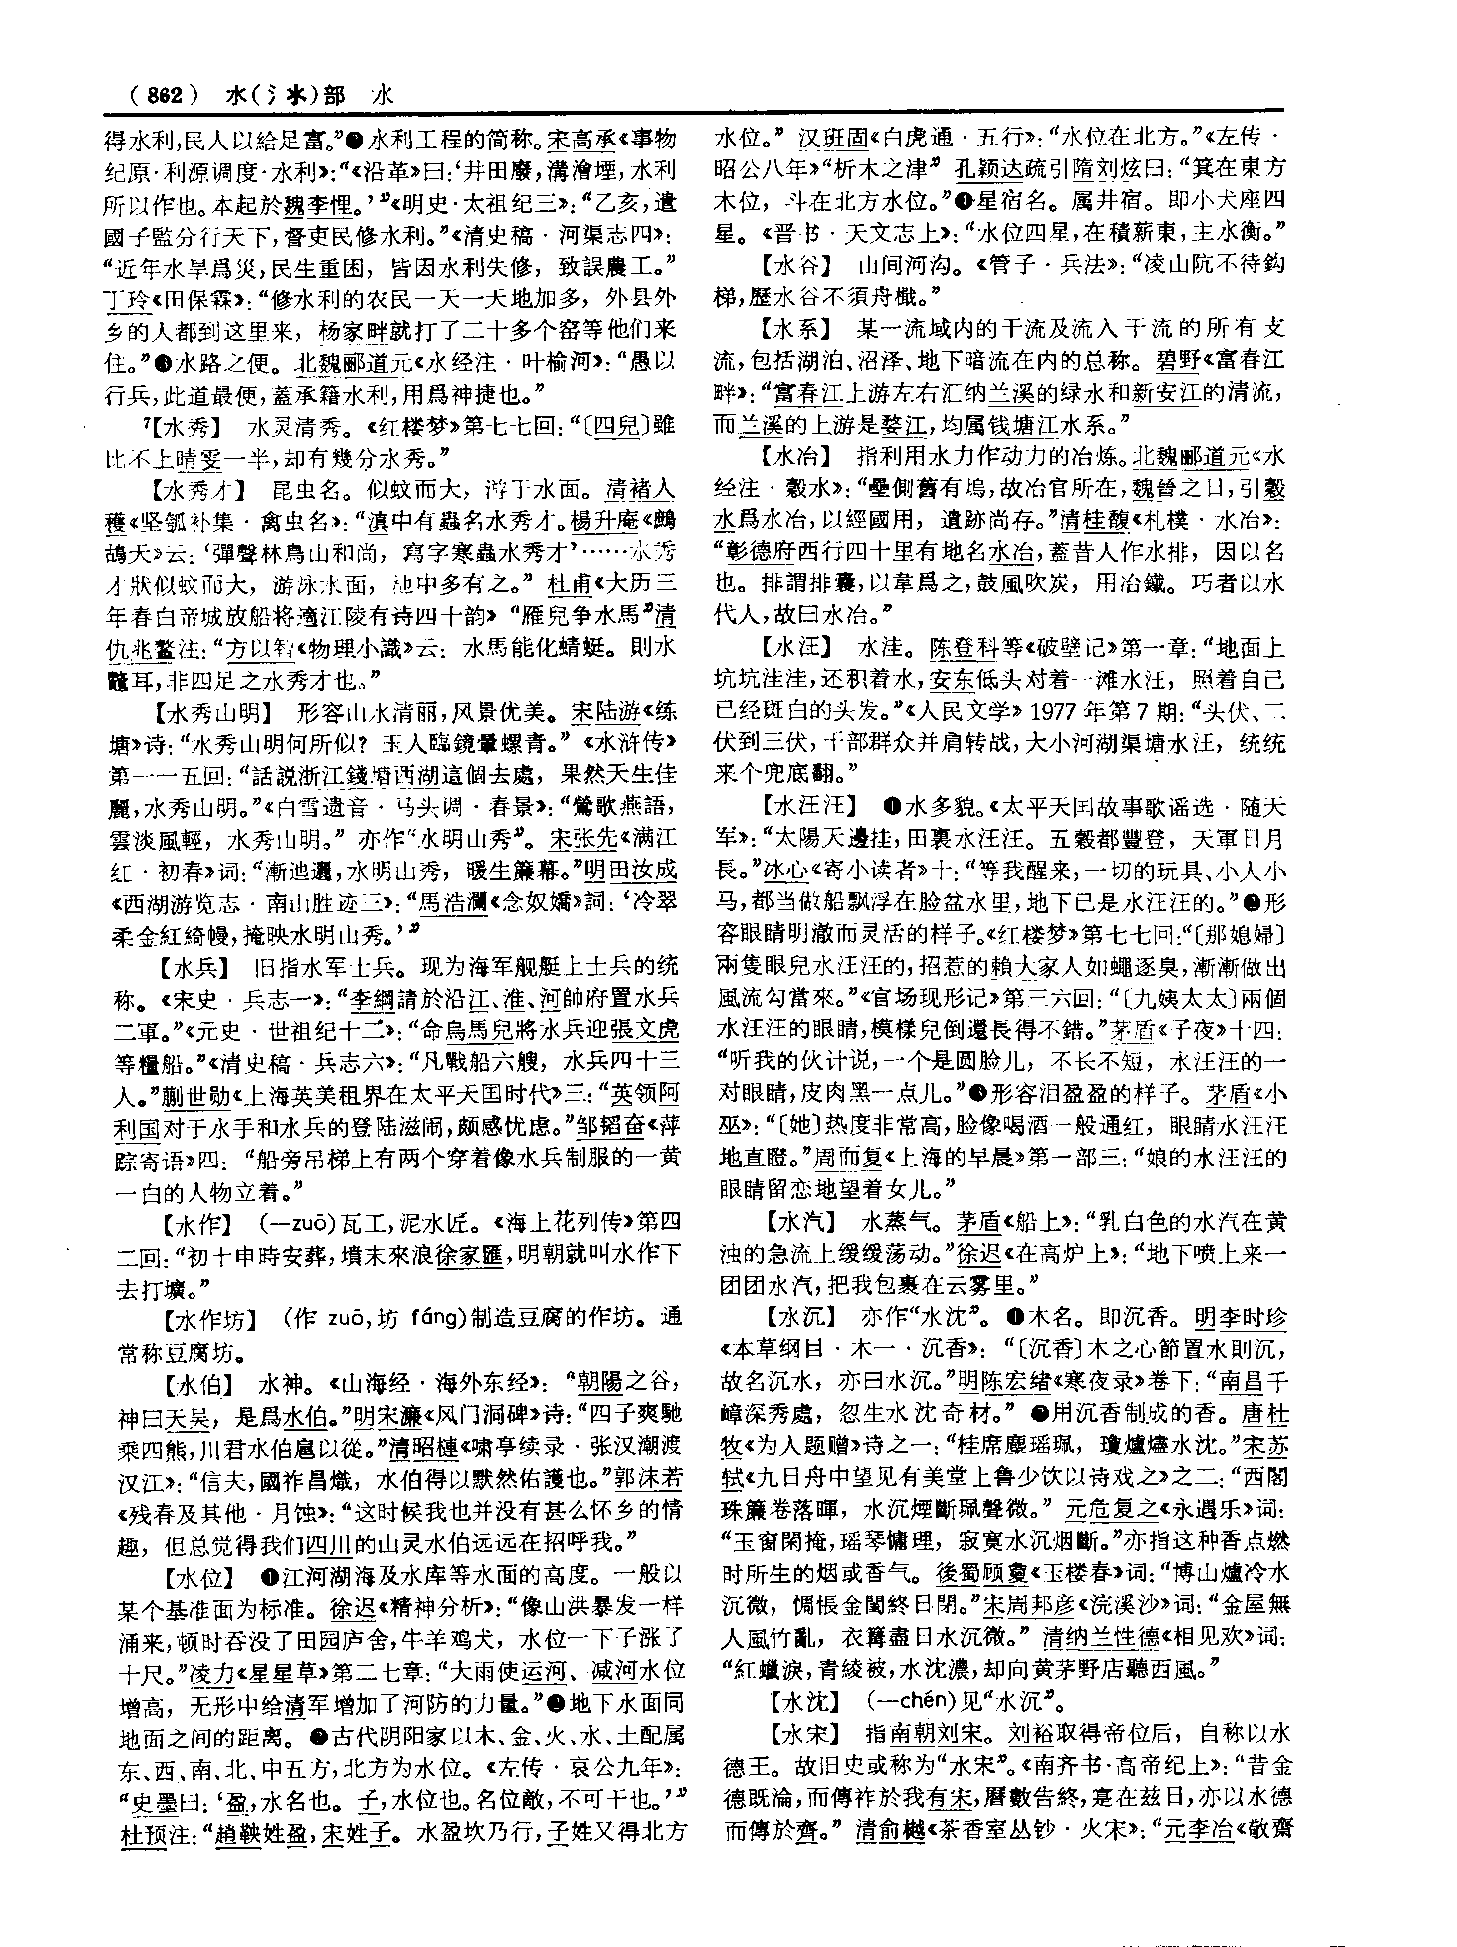 (862) 水(氵氺)部 水
得水利,民人以給足富。”❷水利工程的简称。宋高承《事物
纪原·利源调度·水利》:“《沿革》曰:‘井田廢,溝澮堙,水利
所以作也。本起於魏李悝。’”《明史·太祖纪三》:“乙亥,遣
國子監分行天下,督吏民修水利。”《清史稿·河渠志四》:
“近年水旱爲災,民生重困,皆因水利失修,致誤農工。”
丁玲《田保霖》:“修水利的农民一天一天地加多,外县外
乡的人都到这里来,杨家畔就打了二十多个窑等他们来
住。”❸水路之便。北魏郦道元《水经注·叶榆河》:“愚以
行兵,此道最便,蓋承籍水利,用爲神捷也。”
7【水秀】 水灵清秀。《红楼梦》第七七回:“〔四兒〕雖
比不上晴雯一半,却有幾分水秀。”
【水秀才】 昆虫名。似蚊而大,游于水面。清褚人
穫《坚瓠补集·禽虫名》:“滇中有蟲名水秀才。楊升庵《鷓
鴣天》云:‘彈聲林鳥山和尚,寫字寒蟲水秀才’……水秀
才狀似蚊而大,游泳水面,池中多有之。”杜甫《大历三
年春白帝城放船将適江陵有诗四十韵》“雁兒争水馬”清
仇兆鳌注:“方以智《物理小識》云:水馬能化蜻蜓。則水
黽耳,非四足之水秀才也。”
【水秀山明】 形容山水清丽,风景优美。宋陆游《练
塘》诗:“水秀山明何所似?玉人臨鏡暈螺青。”《水浒传》
第一一五回:“話説浙江錢塘西湖這個去處,果然天生佳
麗,水秀山明。”《白雪遗音·马头调·春景》:“鶯歌燕語,
雲淡風輕,水秀山明。”亦作“水明山秀”。宋张先《满江
红·初春》词:“漸迤邐,水明山秀,暖生簾幕。”明田汝成
《西湖游览志·南山胜迹三》:“馬浩瀾《念奴嬌》詞:‘冷翠
柔金紅綺幔,掩映水明山秀。’”
【水兵】 旧指水军士兵。现为海军舰艇上士兵的统
称。《宋史·兵志一》:“李綱請於沿江、淮、河帥府置水兵
二軍。”《元史·世祖纪十二》:“命烏馬兒將水兵迎張文虎
等糧船。”《清史稿·兵志六》:“凡戰船六艘,水兵四十三
人。”蒯世勋《上海英美租界在太平天国时代》三:“英领阿
利国对于水手和水兵的登陆滋闹,颇感忧虑。”邹韬奋《萍
踪寄语》四:“船旁吊梯上有两个穿着像水兵制服的一黄
一白的人物立着。”
【水作】 (—zuō)瓦工,泥水匠。《海上花列传》第四
二回:“初十申時安葬,墳末來浪徐家匯,明朝就叫水作下
去打壙。”
【水作坊】 (作 zuō,坊 fáng)制造豆腐的作坊。通
常称豆腐坊。
【水伯】 水神。《山海经·海外东经》:“朝陽之谷,
神曰天吴,是爲水伯。”明宋濂《风门洞碑》诗:“四子爽馳
乘四熊,川君水伯扈以從。”清昭梿《啸亭续录·张汉潮渡
汉江》:“信夫,國祚昌熾,水伯得以默然佑護也。”郭沫若
《残春及其他·月蚀》:“这时候我也并没有甚么怀乡的情
趣,但总觉得我们四川的山灵水伯远远在招呼我。”
【水位】 ❶江河湖海及水库等水面的高度。一般以
某个基准面为标准。徐迟《精神分析》:“像山洪暴发一样
涌来,顿时吞没了田园庐舍,牛羊鸡犬,水位一下子涨了
十尺。”凌力《星星草》第二七章:“大雨使运河、减河水位
增高,无形中给清军增加了河防的力量。”❷地下水面同
地面之间的距离。❸古代阴阳家以木、金、火、水、土配属
东、西、南、北、中五方,北方为水位。《左传·哀公九年》:
“史墨曰:‘盈,水名也。子,水位也。名位敵,不可干也。’”
杜预注:“趙鞅姓盈,宋姓子。水盈坎乃行,子姓又得北方
水位。”汉班固《白虎通·五行》:“水位在北方。”《左传·
昭公八年》“析木之津”孔颖达疏引隋刘炫曰:“箕在東方
木位,斗在北方水位。”❹星宿名。属井宿。即小犬座四
星。《晋书·天文志上》:“水位四星,在積薪東,主水衡。”
【水谷】 山间河沟。《管子·兵法》:“凌山阬不待鈎
梯,歷水谷不須舟檝。”
【水系】 某一流域内的干流及流入干流的所有支
流,包括湖泊、沼泽、地下暗流在内的总称。碧野《富春江
畔》:“富春江上游左右汇纳兰溪的绿水和新安江的清流,
而兰溪的上游是婺江,均属钱塘江水系。”
【水冶】 指利用水力作动力的冶炼。北魏郦道元《水
经注·穀水》:“壘側舊有塢,故冶官所在,魏晉之日,引穀
水爲水冶,以經國用,遺跡尚存。”清桂馥《札樸·水冶》:
“彰德府西行四十里有地名水冶,蓋昔人作水排,因以名
也。排謂排囊,以韋爲之,鼓風吹炭,用冶鐵。巧者以水
代人,故曰水冶。”
【水汪】 水洼。陈登科等《破壁记》第一章:“地面上
坑坑洼洼,还积着水,安东低头对着一滩水汪,照着自己
已经斑白的头发。”《人民文学》1977年第7期:“头伏、二
伏到三伏,干部群众并肩转战,大小河湖渠塘水汪,统统
来个兜底翻。”
【水汪汪】 ❶水多貌。《太平天囯故事歌谣选·随天
军》:“太陽天邊挂,田裏水汪汪。五穀都豐登,天軍日月
長。”冰心《寄小读者》十:“等我醒来,一切的玩具、小人小
马,都当做船飘浮在脸盆水里,地下已是水汪汪的。”❷形
容眼睛明澈而灵活的样子。《红楼梦》第七七回:“〔那媳婦〕
兩隻眼兒水汪汪的,招惹的賴大家人如蠅逐臭,漸漸做出
風流勾當來。”《官场现形记》第三六回:“〔九姨太太〕兩個
水汪汪的眼睛,模樣兒倒還長得不錯。”茅盾《子夜》十四:
“听我的伙计说,一个是圆脸儿,不长不短,水汪汪的一
对眼睛,皮肉黑一点儿。”❸形容泪盈盈的样子。茅盾《小
巫》:“〔她〕热度非常高,脸像喝酒一般通红,眼睛水汪汪
地直瞪。”周而复《上海的早晨》第一部三:“娘的水汪汪的
眼睛留恋地望着女儿。”
【水汽】 水蒸气。茅盾《船上》:“乳白色的水汽在黄
浊的急流上缓缓荡动。”徐迟《在高炉上》:“地下喷上来一
团团水汽,把我包裹在云雾里。”
【水沉】 亦作“水沈”。❶木名。即沉香。明李时珍
《本草纲目·木一·沉香》:“〔沉香〕木之心節置水則沉,
故名沉水,亦曰水沉。”明陈宏绪《寒夜录》卷下:“南昌千
嶂深秀處,忽生水沈奇材。”❷用沉香制成的香。唐杜
牧《为人题赠》诗之一:“桂席塵瑶珮,瓊爐燼水沈。”宋苏
轼《九日舟中望见有美堂上鲁少饮以诗戏之》之二:“西閣
珠簾卷落暉,水沉煙斷珮聲微。”元危复之《永遇乐》词:
“玉窗閑掩,瑶琴慵理,寂寞水沉烟斷。”亦指这种香点燃
时所生的烟或香气。後蜀顾敻《玉楼春》词:“博山爐冷水
沉微,惆悵金閨終日閉。”宋周邦彦《浣溪沙》词:“金屋無
人風竹亂,衣篝盡日水沉微。”清纳兰性德《相见欢》词:
“紅蠟淚,青綾被,水沈濃,却向黄茅野店聽西風。”
【水沈】 (—chén)见“水沉”。
【水宋】 指南朝刘宋。刘裕取得帝位后,自称以水
德王。故旧史或称为“水宋”。《南齐书·高帝纪上》:“昔金
德既淪,而傳祚於我有宋,曆數告終,寔在兹日,亦以水德
而傳於齊。”清俞樾《茶香室丛钞·火宋》:“元李冶《敬齋